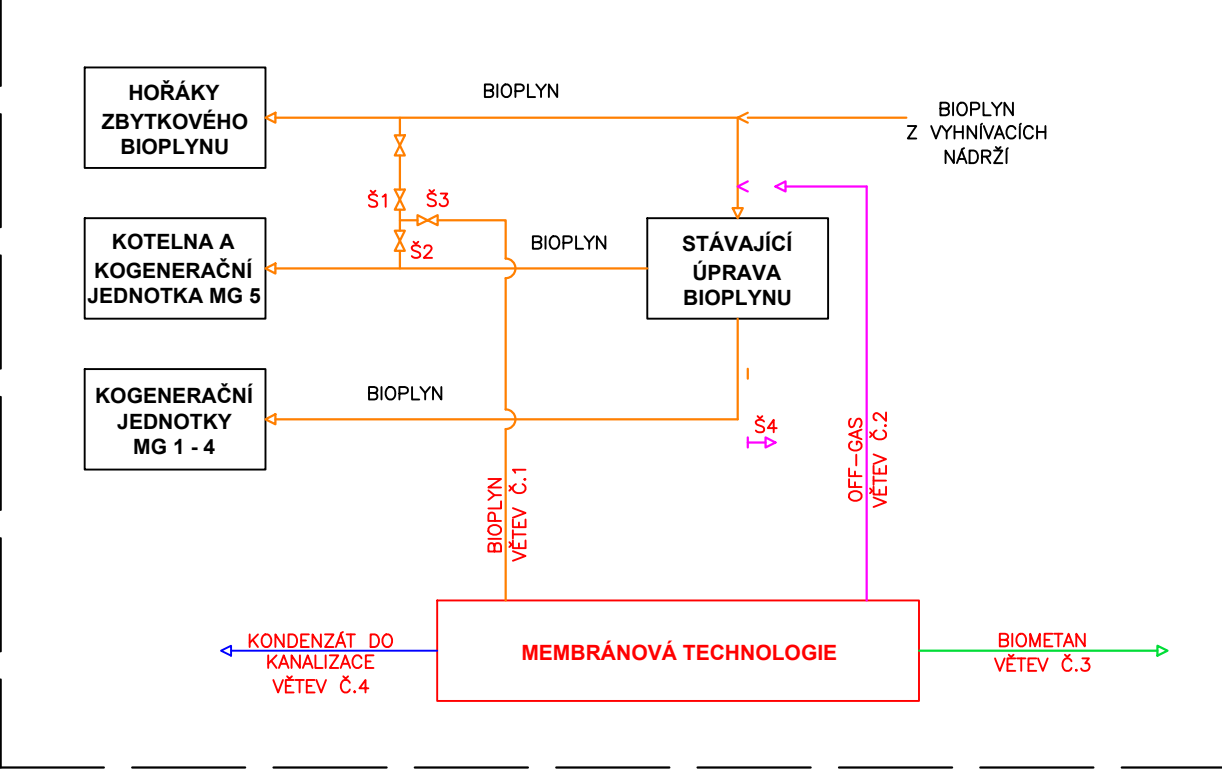 HOŘÁKY
ZBYTKOVÉHO
BIOPLYNU
BIOPLYN
BIOPLYN
Z VYHNÍVACÍCH
NÁDRŽÍ
Š1
Š3
Š2
KOTELNA A
KOGENERAČNÍ
JEDNOTKA MG 5
BIOPLYN
STÁVAJÍCÍ
ÚPRAVA
BIOPLYNU
KOGENERAČNÍ
JEDNOTKY
MG 1 - 4
BIOPLYN
Š4
BIOPLYN
VĚTEV Č.1
OFF-GAS
VĚTEV Č.2
KONDENZÁT DO
KANALIZACE
VĚTEV Č.4
MEMBRÁNOVÁ TECHNOLOGIE
BIOMETAN
VĚTEV Č.3